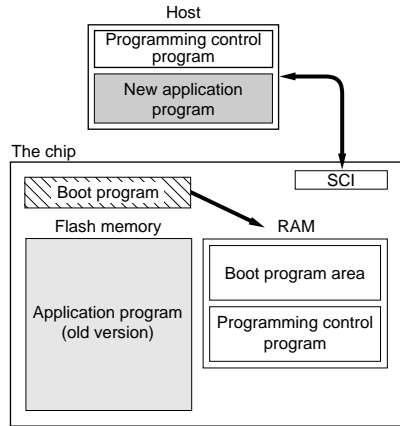 Host
Programming control
program
New application
program
The chip
SCI
Boot program
Flash memory
RAM
Application program
(old version)
Boot program area
Programming control
program